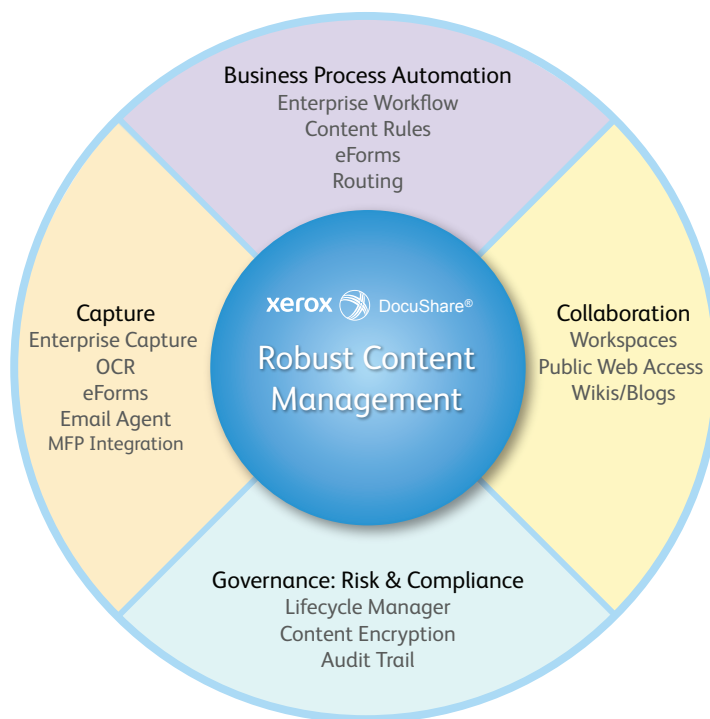 Business Process Automation
Enterprise Workflow
Content Rules
eForms
Routing
Capture
Enterprise Capture
OCR
eForms
Email Agent
MFP Integration
xerox DocuShare®
Robust Content
Management
Collaboration
Workspaces
Public Web Access
Wikis/Blogs
Governance: Risk & Compliance
Lifecycle Manager
Content Encryption
Audit Trail